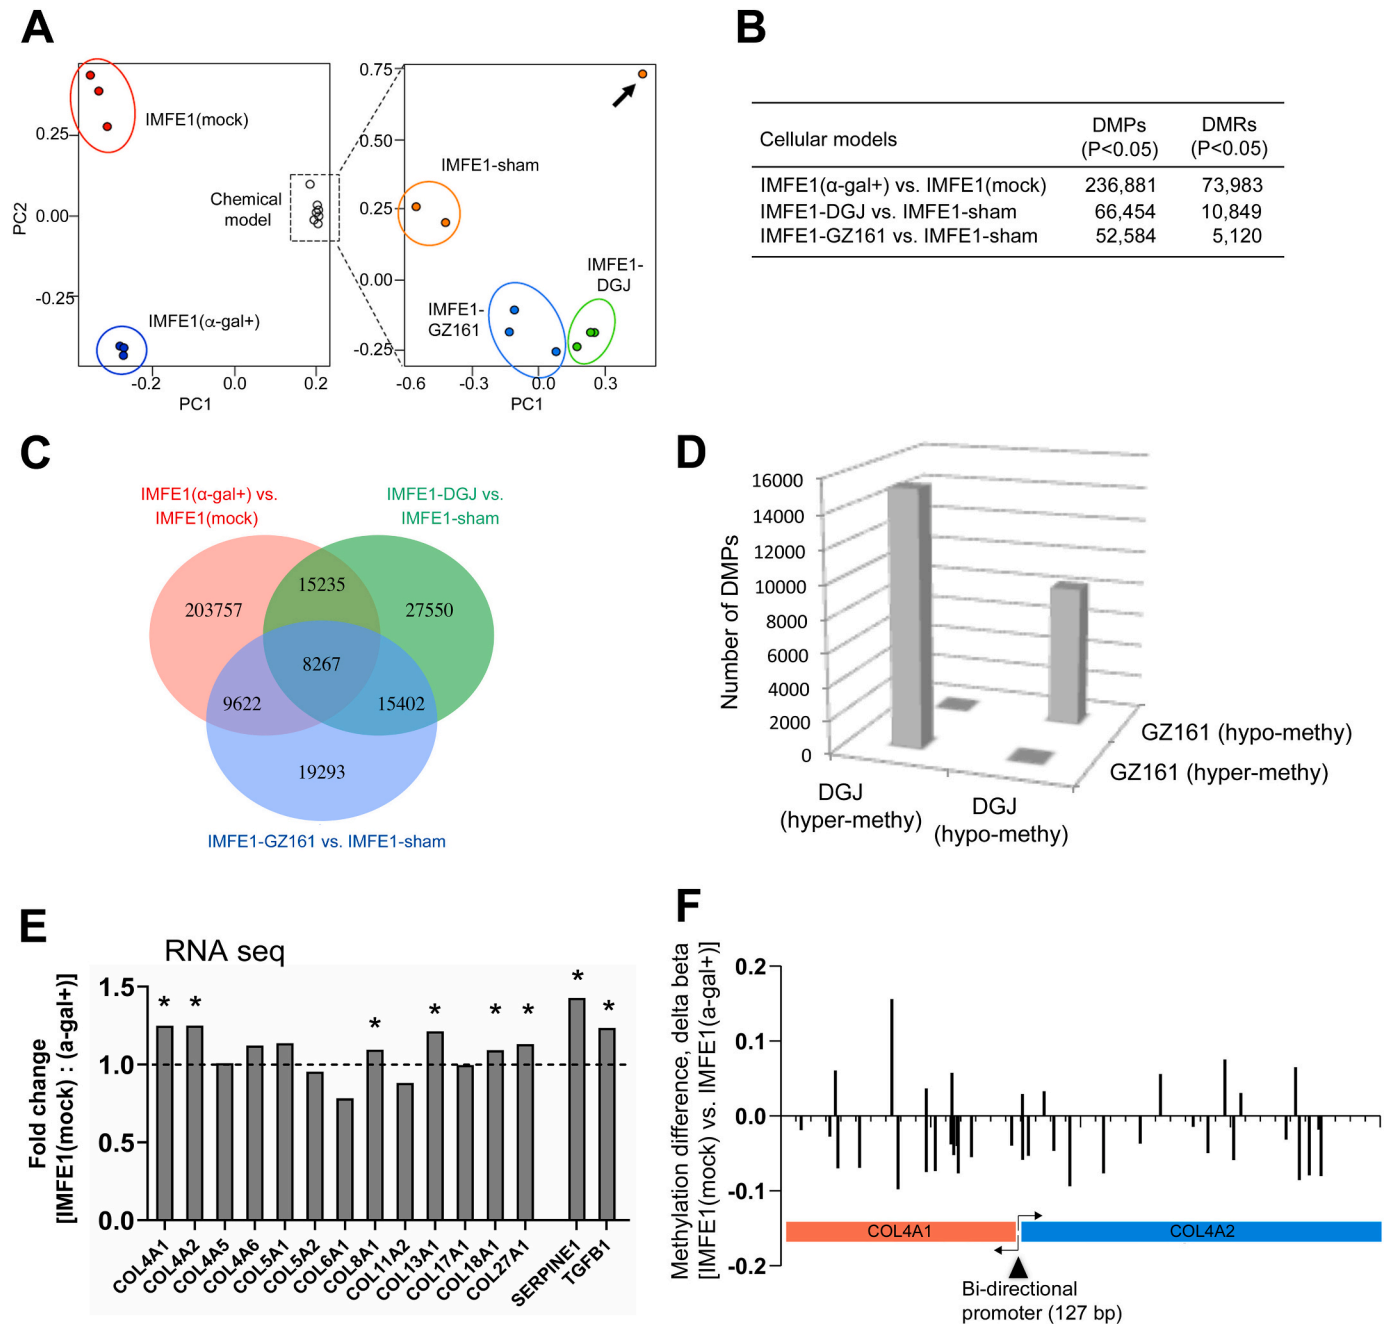 A
PC2
0.25
0.00
-0.25
-0.2
0.0
0.2
PC1
IMFE1(mock)
Chemical
model
IMFE1(α-gal+)
0.75
0.50
0.25
0.00
-0.25
-0.6
-0.3
0.0
0.3
PC1
IMFE1-sham
IMFE1-
GZ161
IMFE1-
DGJ
B
Cellular models DMPs (P<0.05) DMRs (P<0.05)
IMFE1(α-gal+) vs. IMFE1(mock) 236,881 73,983
IMFE1-DGJ vs. IMFE1-sham 66,454 10,849
IMFE1-GZ161 vs. IMFE1-sham 52,584 5,120
C
IMFE1(α-gal+) vs.
IMFE1(mock)
IMFE1-DGJ vs.
IMFE1-sham
15235
203757
27550
8267
9622
15402
19293
IMFE1-GZ161 vs. IMFE1-sham
D
Number of DMPs
16000
14000
12000
10000
8000
6000
4000
2000
0
DGJ
(hyper-methy)
DGJ
(hypo-methy)
GZ161 (hypo-methy)
GZ161 (hyper-methy)
E
RNA seq
Fold change
[IMFE1(mock) : (a-gal+)]
1.5
1.0
0.5
0.0
* * * * * * * *
COL4A1
COL4A2
COL4A5
COL4A6
COL5A1
COL5A2
COL6A1
COL8A1
COL11A2
COL13A1
COL17A1
COL18A1
COL27A1
SERPINE1
TGFB1
F
Methylation difference, delta beta
[IMFE1(mock) vs. IMFE1(a-gal+)]
0.2
0.1
0.0
-0.1
-0.2
COL4A1
COL4A2
Bi-directional
promoter (127 bp)